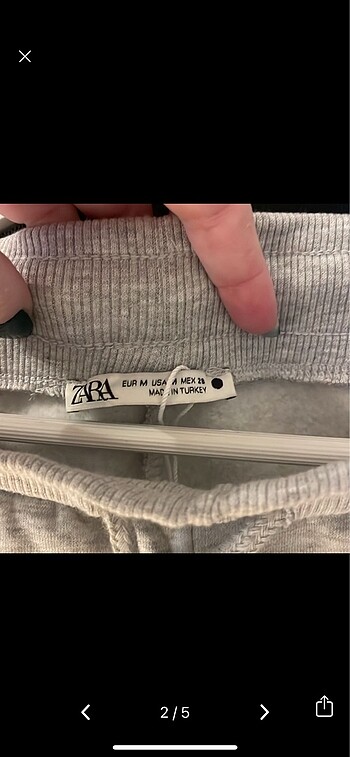 ZARA
EUR M USA M MEX 28
MADE IN TURKEY
2/5